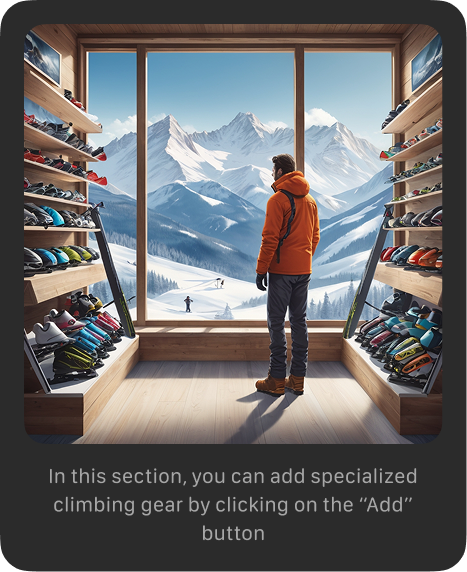 In this section, you can add specialized
climbing gear by clicking on the “Add”
button